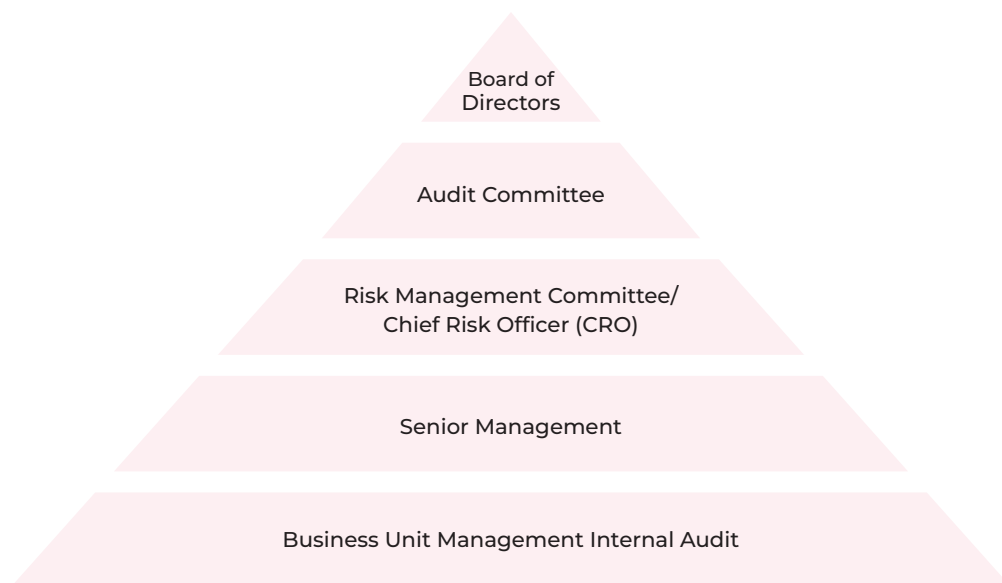 Board of
Directors
Audit Committee
Risk Management Committee/
Chief Risk Officer (CRO)
Senior Management
Business Unit Management Internal Audit